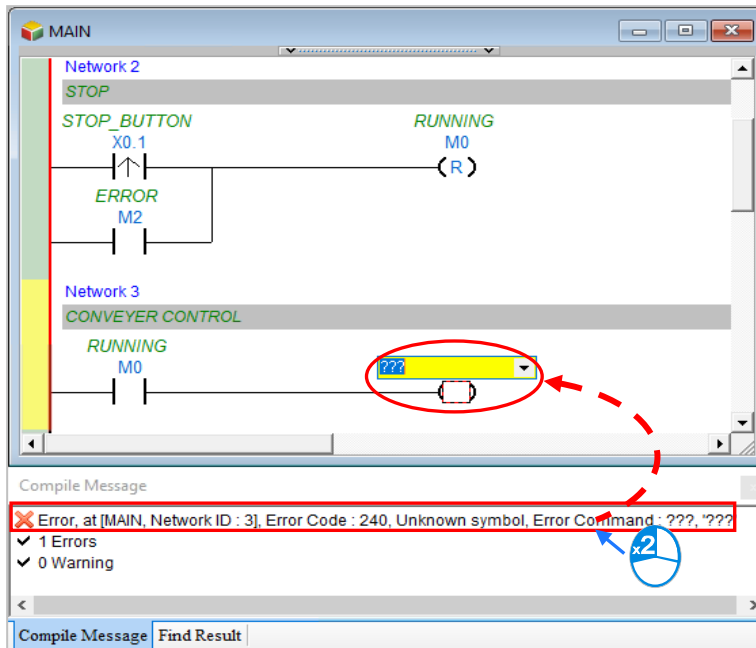 MAIN
Network 2
STOP
STOP_BUTTON
X0.1
RUNNING
M0
R
ERROR
M2
Network 3
CONVEYER CONTROL
RUNNING
M0
???
Compile Message
Error, at [MAIN, Network ID : 3], Error Code : 240, Unknown symbol, Error Command : ???, '???
1 Errors
0 Warning
x2
Compile Message Find Result